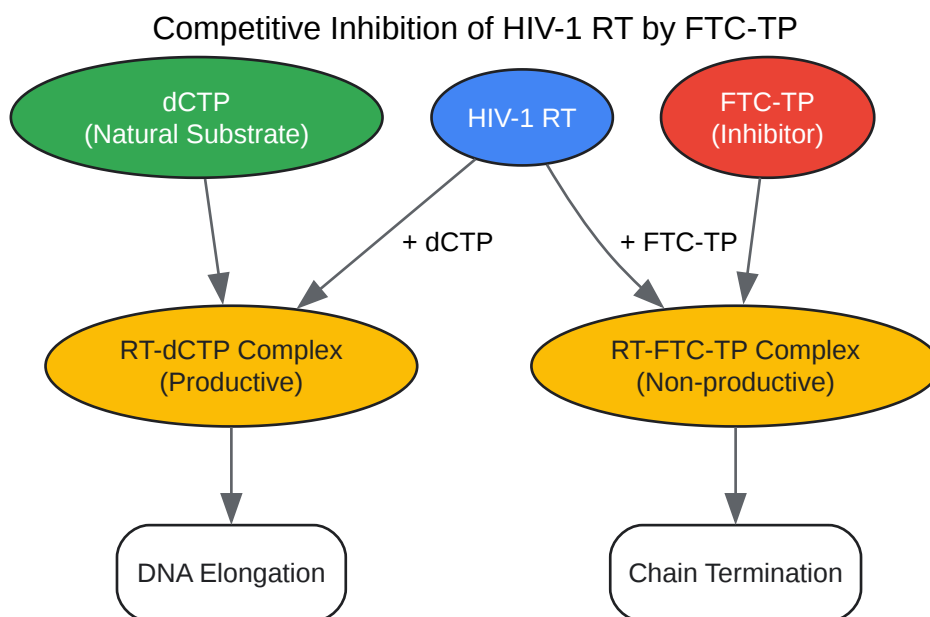 Competitive Inhibition of HIV-1 RT by FTC-TP
dCTP
(Natural Substrate)
HIV-1 RT
FTC-TP
(Inhibitor)
+ dCTP
+ FTC-TP
RT-dCTP Complex
(Productive)
RT-FTC-TP Complex
(Non-productive)
DNA Elongation
Chain Termination